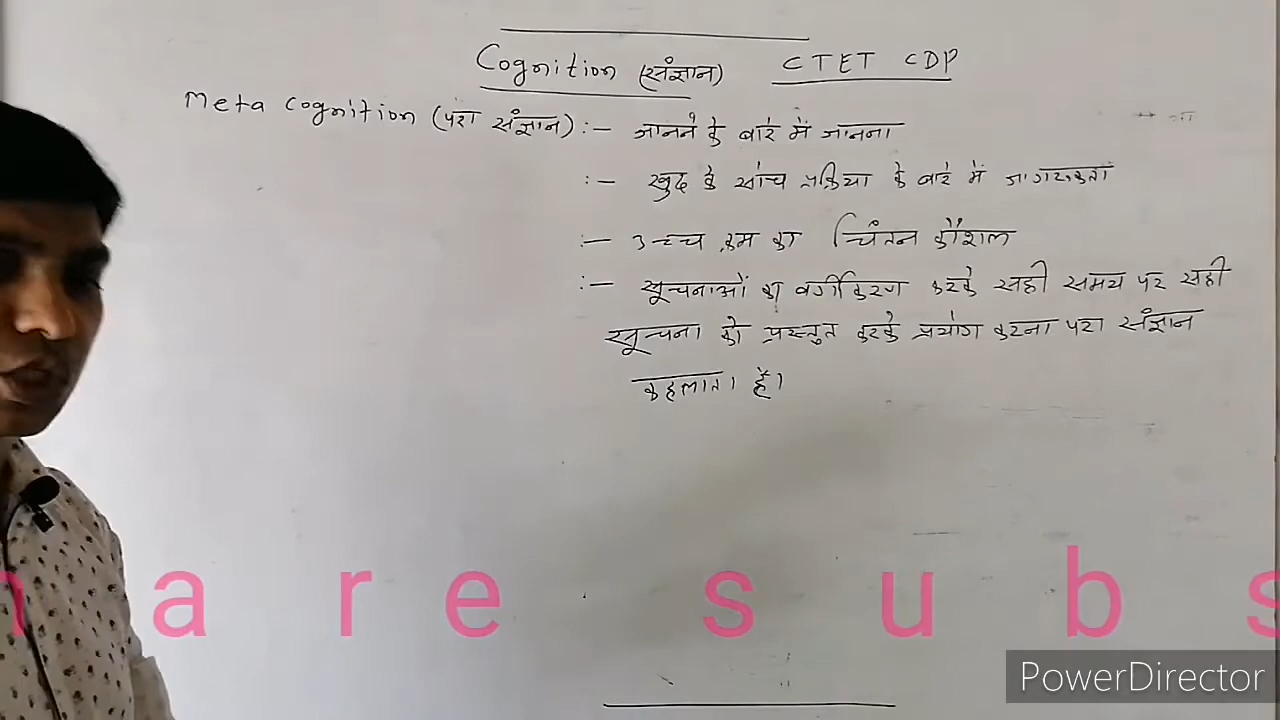 Cognition (संज्ञान) CTET CDP
Meta cognition (परा संज्ञान) :- जानने के बारे में जानना
:- खुद के सोच प्रक्रिया के बारे में जागरूकता
:- उच्च क्रम का चिंतन कौशल
:- सूचनाओं का वर्गीकरण करके सही समय पर सही
सूचना को प्रस्तुत करके प्रयोग करना परा संज्ञान
कहलाता है।
a r e s u b s
PowerDirector